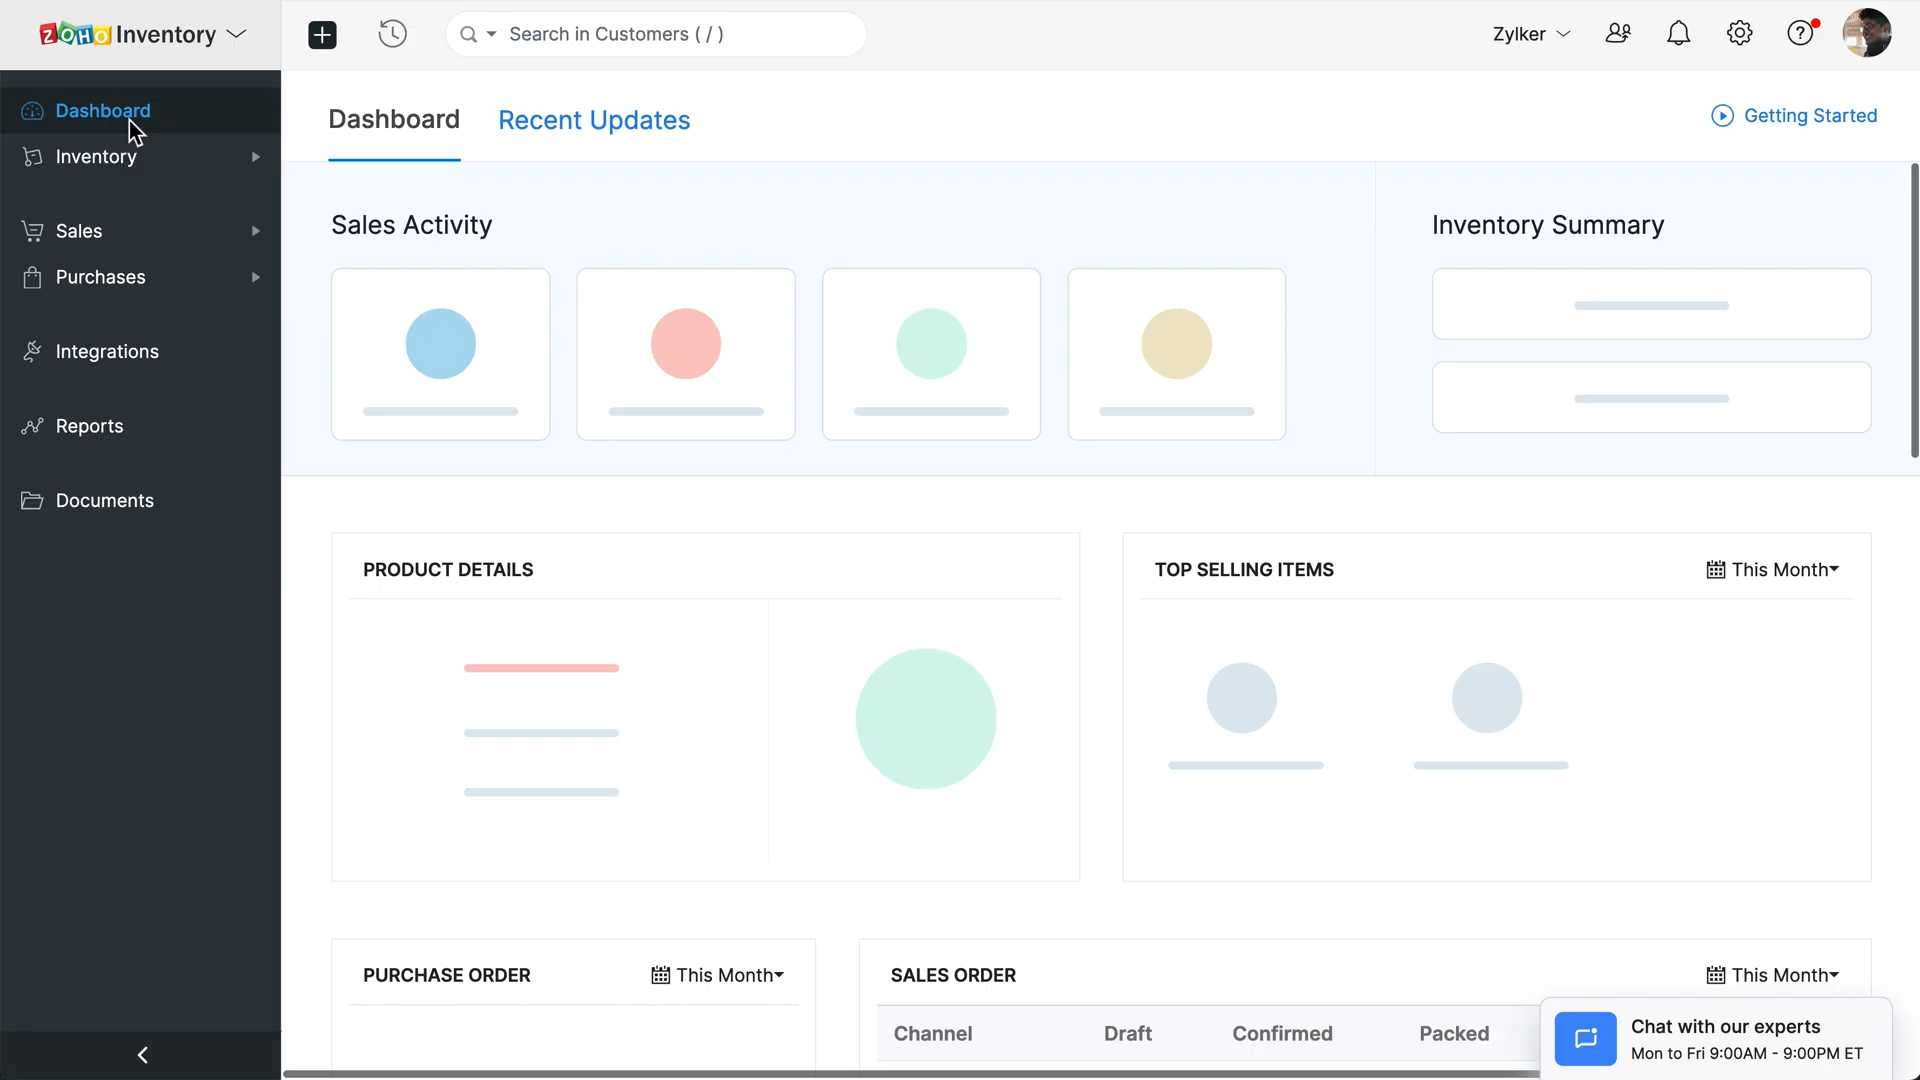 ZOHO Inventory
Search in Customers ( / )
Zylker
Dashboard
Inventory
Sales
Purchases
Integrations
Reports
Documents
Dashboard
Recent Updates
Getting Started
Sales Activity
Inventory Summary
PRODUCT DETAILS
TOP SELLING ITEMS
This Month
PURCHASE ORDER
This Month
SALES ORDER
This Month
Channel
Draft
Confirmed
Packed
Chat with our experts
Mon to Fri 9:00AM - 9:00PM ET